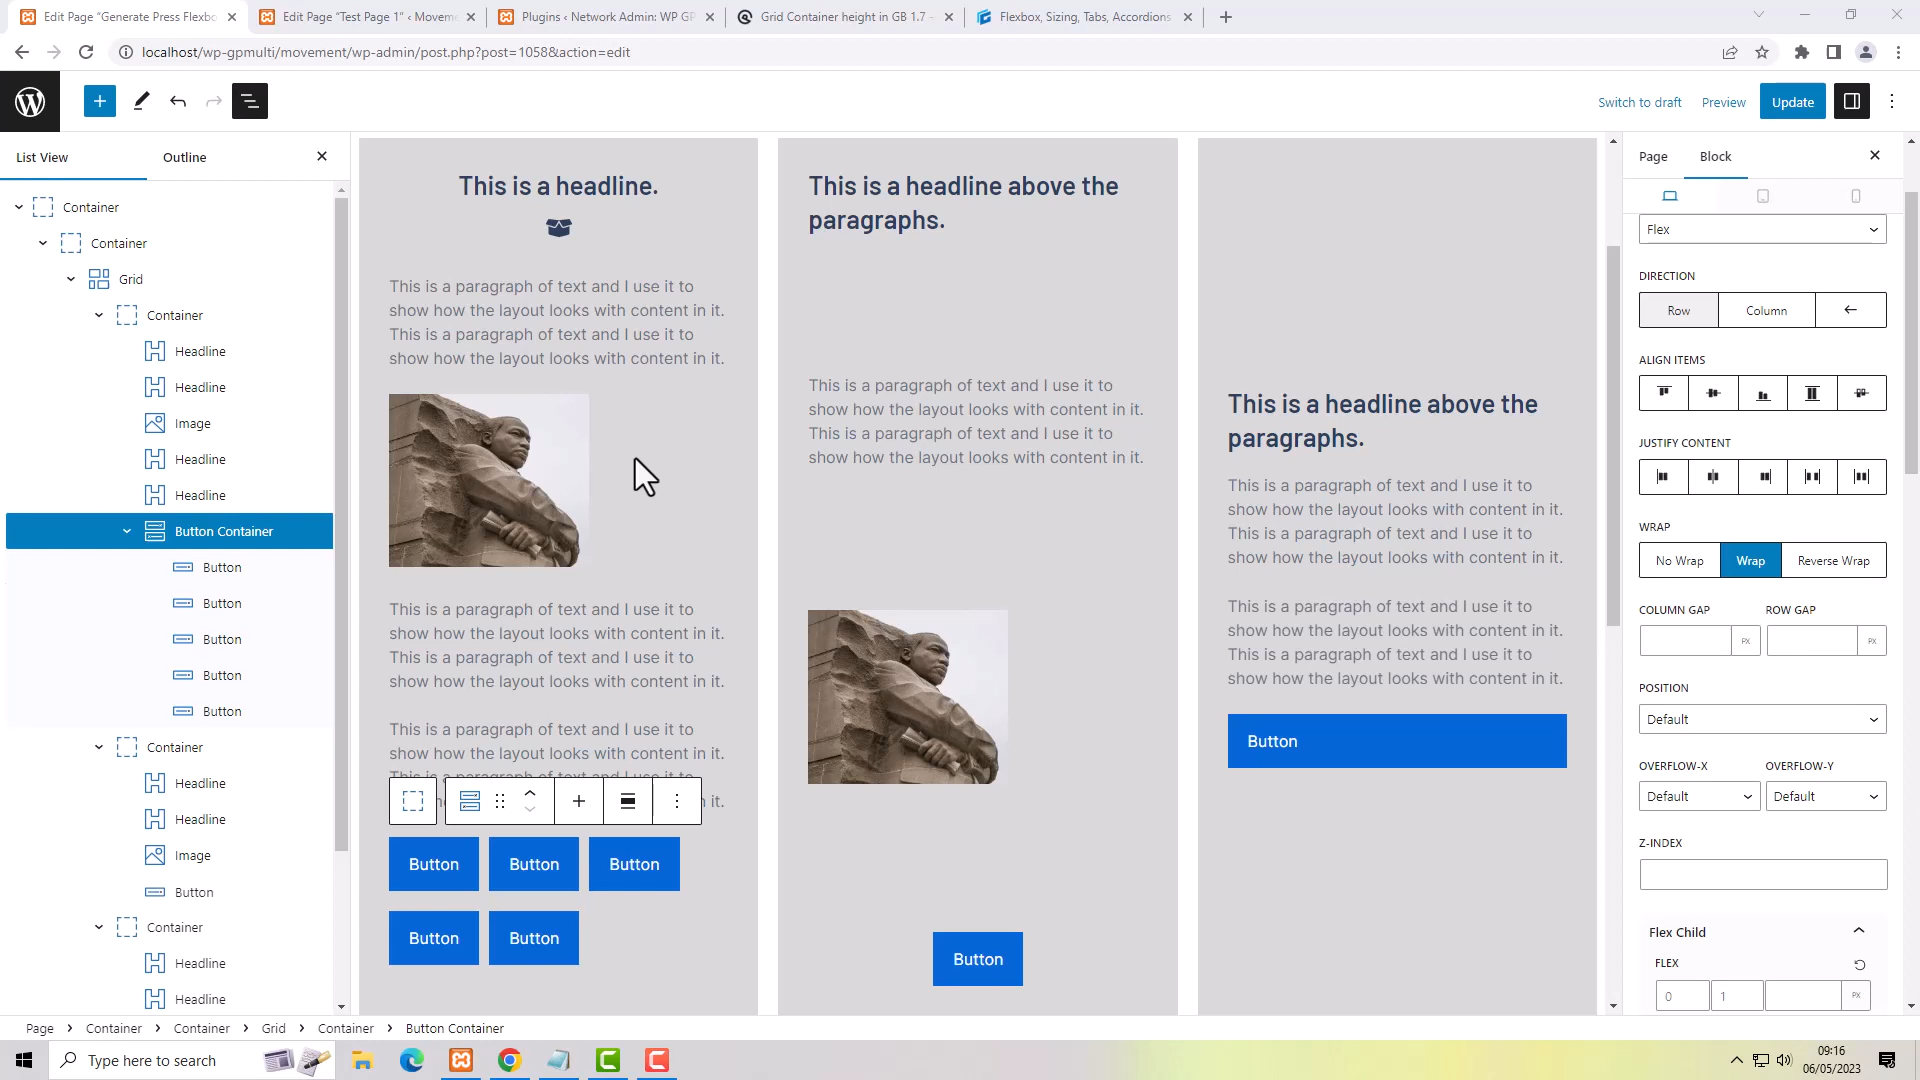 Edit Page "Generate Press Flexbo
Edit Page "Test Page 1" ‹ Movem
Plugins ‹ Network Admin: WP GP
Grid Container height in GB 1.7 -
Flexbox, Sizing, Tabs, Accordions
localhost/wp-gpmulti/movement/wp-admin/post.php?post=1058&action=edit
Switch to draft
Preview
Update
List View
Outline
Container
Container
Grid
Container
Headline
Headline
Image
Headline
Headline
Button Container
Button
Button
Button
Button
Button
Container
Headline
Headline
Image
Button
Container
Headline
Headline
This is a headline.
This is a paragraph of text and I use it to
show how the layout looks with content in it.
This is a paragraph of text and I use it to
show how the layout looks with content in it.
This is a paragraph of text and I use it to
show how the layout looks with content in it.
This is a paragraph of text and I use it to
show how the layout looks with content in it.
This is a paragraph of text and I use it to
show how the layout looks with content in it.
This is a paragraph of text and I use it to
it.
Button
Button
Button
Button
Button
This is a headline above the
paragraphs.
This is a paragraph of text and I use it to
show how the layout looks with content in it.
This is a paragraph of text and I use it to
show how the layout looks with content in it.
Button
This is a headline above the
paragraphs.
This is a paragraph of text and I use it to
show how the layout looks with content in it.
This is a paragraph of text and I use it to
show how the layout looks with content in it.
This is a paragraph of text and I use it to
show how the layout looks with content in it.
This is a paragraph of text and I use it to
show how the layout looks with content in it.
Button
Page
Block
Flex
DIRECTION
Row
Column
ALIGN ITEMS
JUSTIFY CONTENT
WRAP
No Wrap
Wrap
Reverse Wrap
COLUMN GAP
ROW GAP
PX
PX
POSITION
Default
OVERFLOW-X
OVERFLOW-Y
Default
Default
Z-INDEX
Flex Child
FLEX
0
1
PX
Page
Container
Container
Grid
Container
Button Container
Type here to search
09:16
06/05/2023